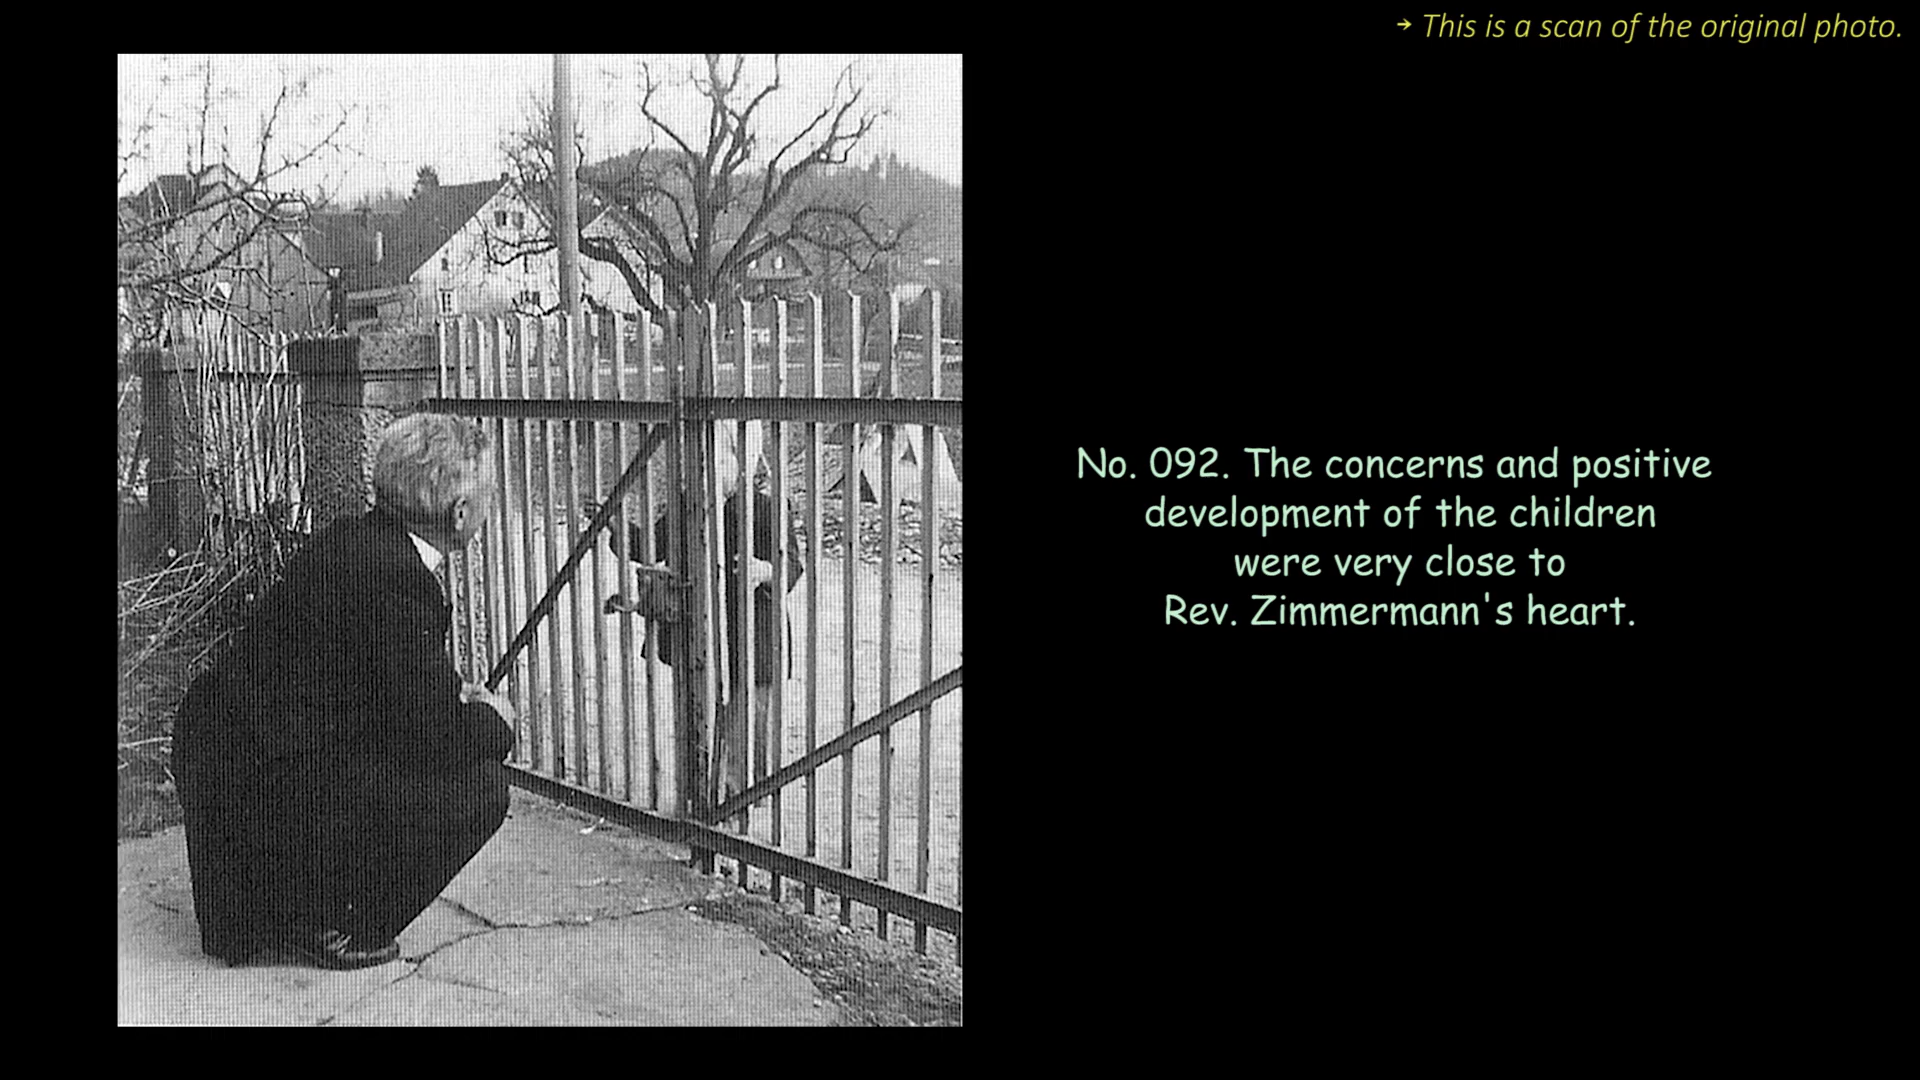 → This is a scan of the original photo.
No. 092. The concerns and positive
development of the children
were very close to
Rev. Zimmermann's heart.